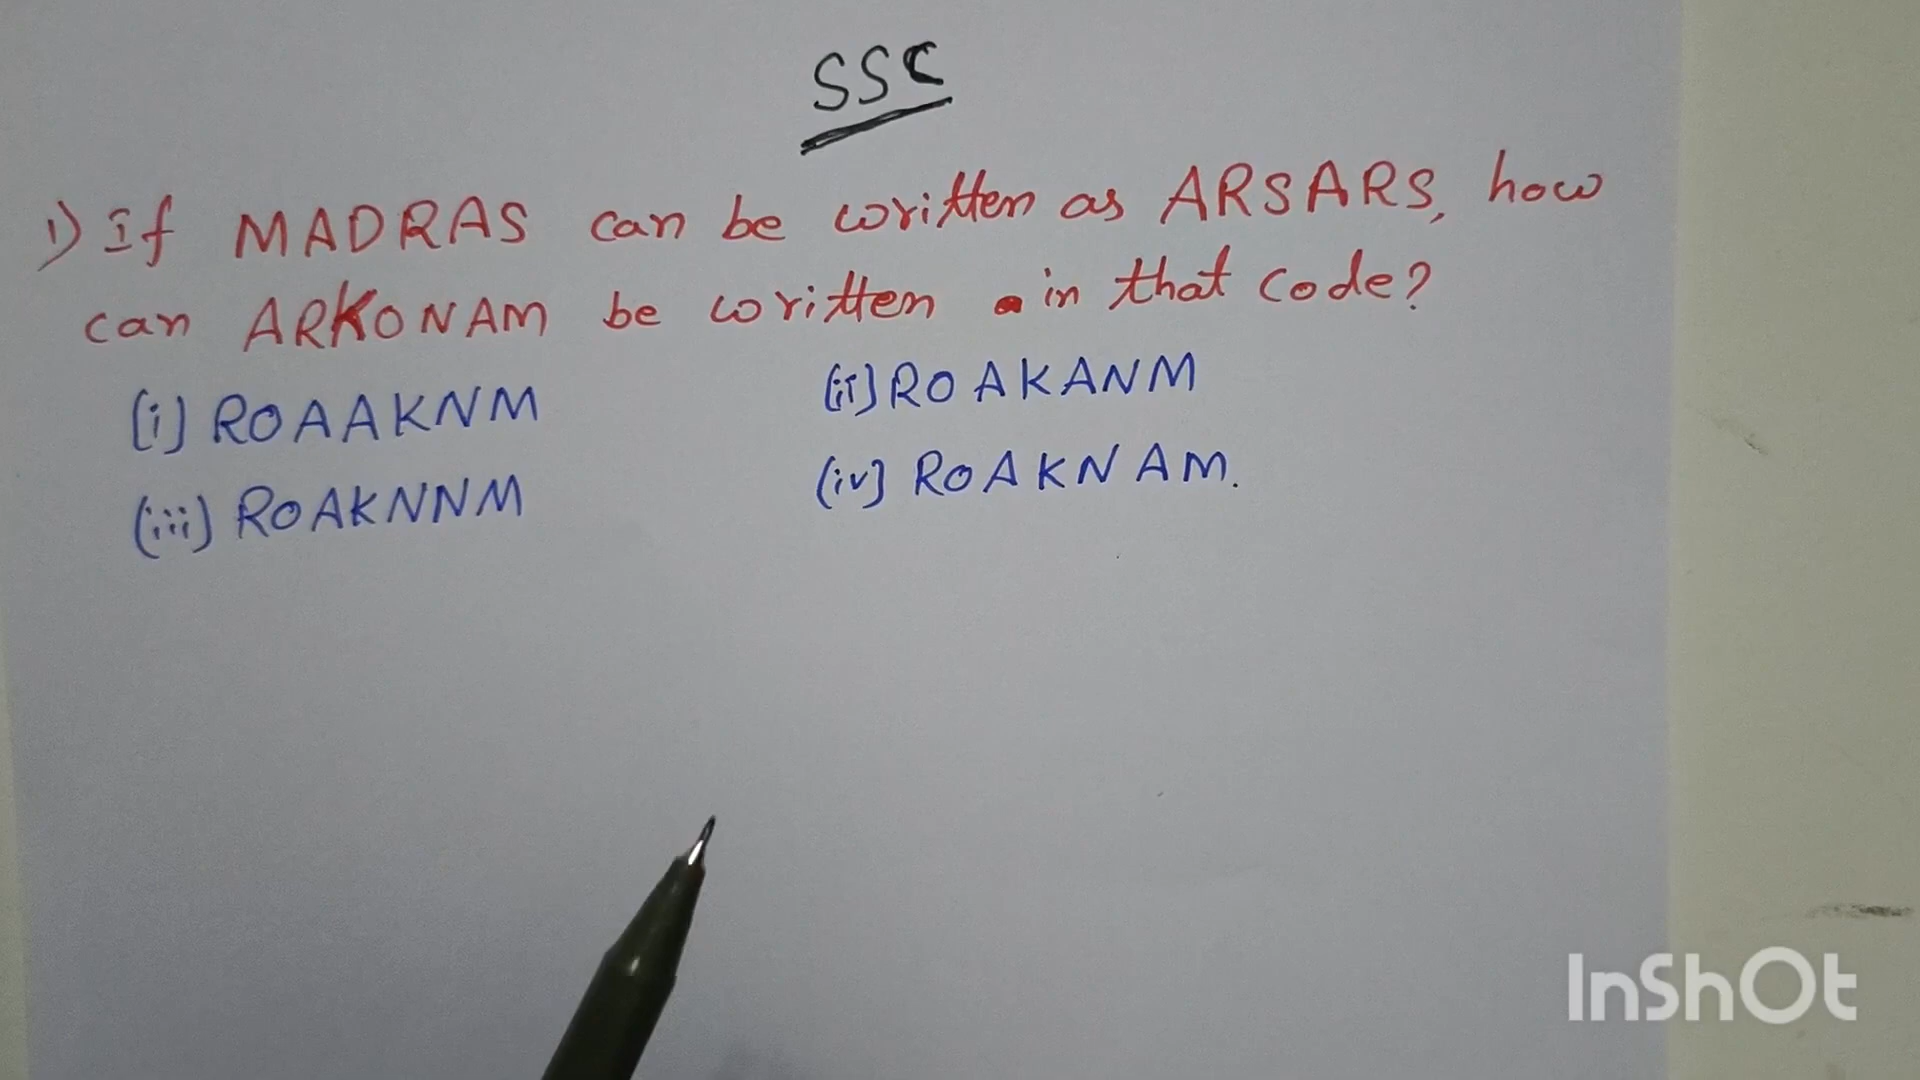 SSC
1) If MADRAS can be written as ARSARS, how
can ARKONAM be written in that code?
(i) ROAAKNM (ii) ROAKANM
(iii) ROAKNNM (iv) ROAKNAM.
InShOt